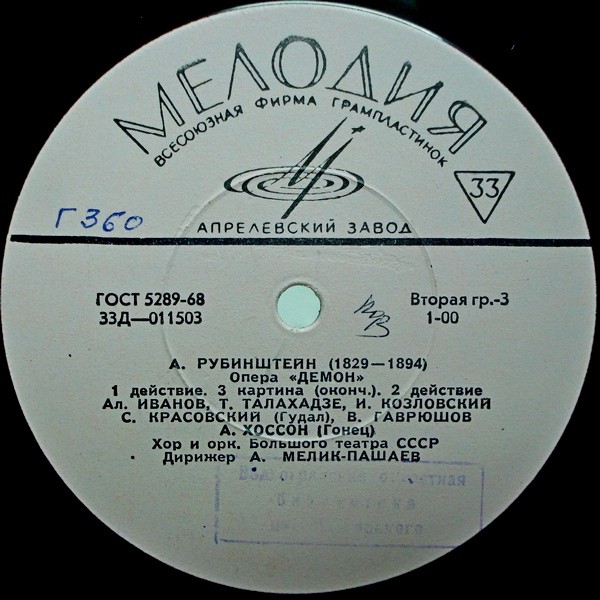 МЕЛОДИЯ
ВСЕСОЮЗНАЯ ФИРМА ГРАМПЛАСТИНОК
33
Г 360
АПРЕЛЕВСКИЙ ЗАВОД
ГОСТ 5289-68
33Д—011503
Вторая гр.-3
1-00
А. РУБИНШТЕЙН (1829—1894)
Опера «ДЕМОН»
1 действие. 3 картина (оконч.). 2 действие
Ал. ИВАНОВ, Т. ТАЛАХАДЗЕ, И. КОЗЛОВСКИЙ
С. КРАСОВСКИЙ (Гудал), В. ГАВРЮШОВ
А. ХОССОН (Гонец)
Хор и орк. Большого театра СССР
Дирижер А. МЕЛИК-ПАШАЕВ